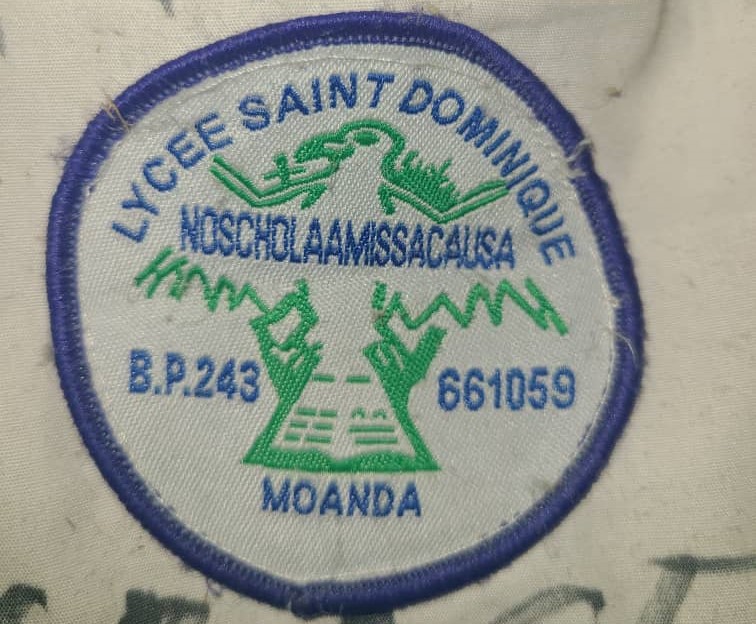 LYCEE SAINT DOMINIQUE
NOSCHOLAAMISSACAUSA
B.P.243
661059
MOANDA